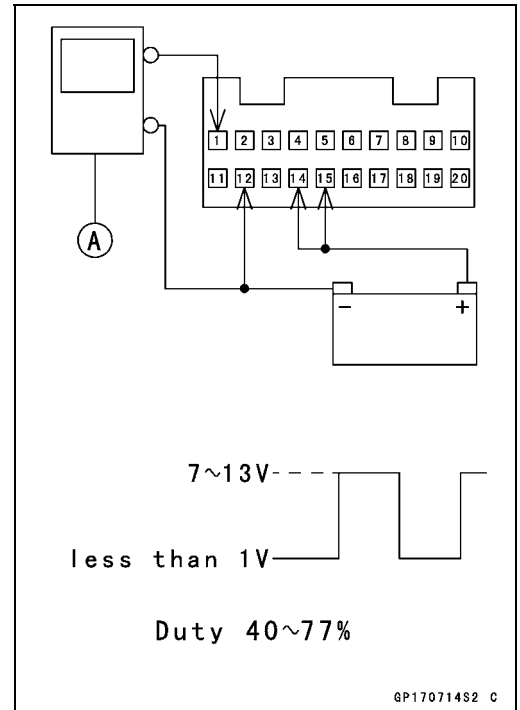 1 2 3 4 5 6 7 8 9 10
11 12 13 14 15 16 17 18 19 20
A
- +
7~13V
less than 1V
Duty 40~77%
GP170714S2 C